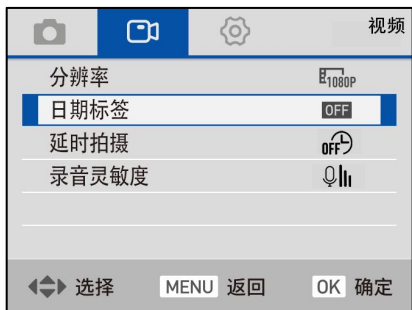 视频
分辨率 1080P
日期标签 OFF
延时拍摄 OFF
录音灵敏度
选择 MENU 返回 OK 确定